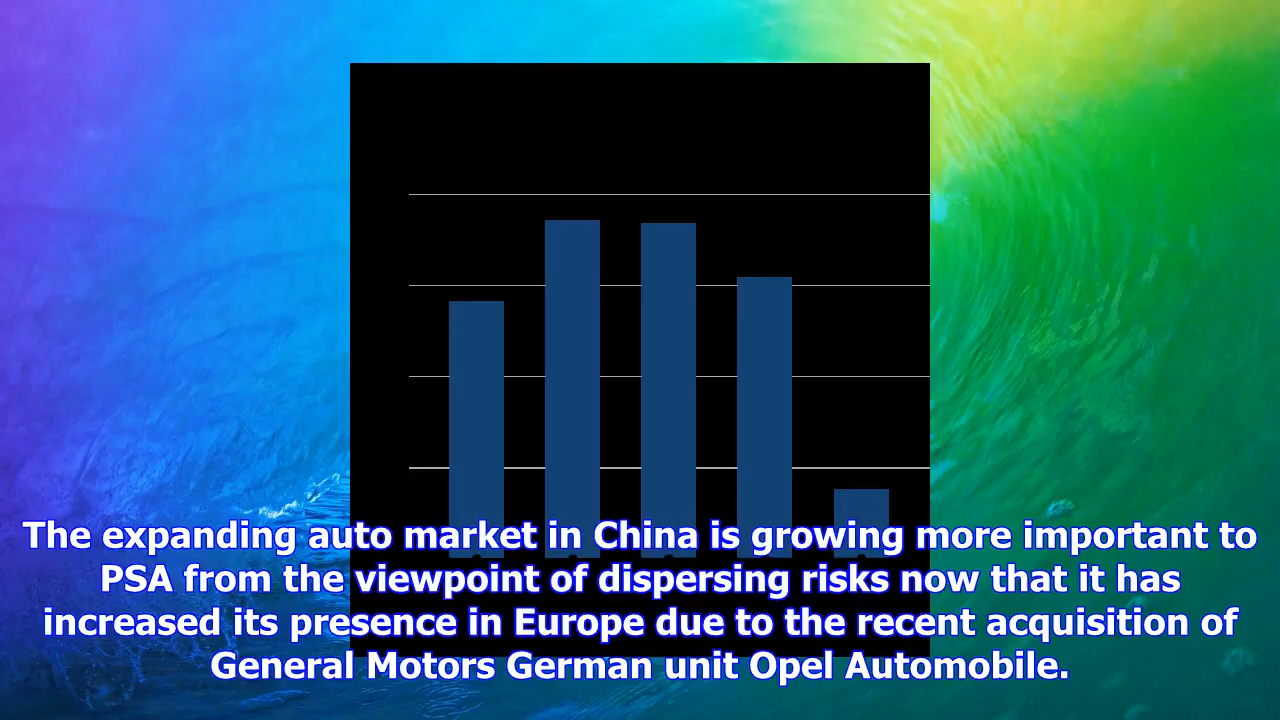 The expanding auto market in China is growing more important to
PSA from the viewpoint of dispersing risks now that it has
increased its presence in Europe due to the recent acquisition of
General Motors German unit Opel Automobile.